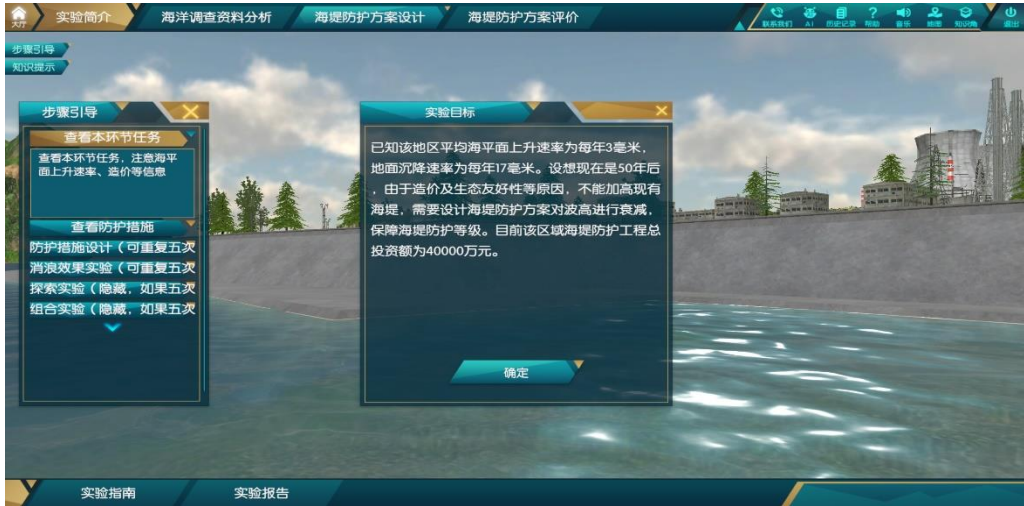 大厅
实验简介
海洋调查资料分析
海堤防护方案设计
海堤防护方案评价
联系我们
AI
历史记录
帮助
音乐
地图
知识角
退出
步骤引导
知识提示
步骤引导
查看本环节任务
查看本环节任务，注意海平
面上升速率、造价等信息
查看防护措施
防护措施设计（可重复五次
消浪效果实验（可重复五次
探索实验（隐藏，如果五次
组合实验（隐藏，如果五次
实验目标
已知该地区平均海平面上升速率为每年3毫米，
地面沉降速率为每年17毫米。设想现在是50年后
，由于造价及生态友好性等原因，不能加高现有
海堤，需要设计海堤防护方案对波高进行衰减，
保障海堤防护等级。目前该区域海堤防护工程总
投资额为40000万元。
确定
实验指南
实验报告